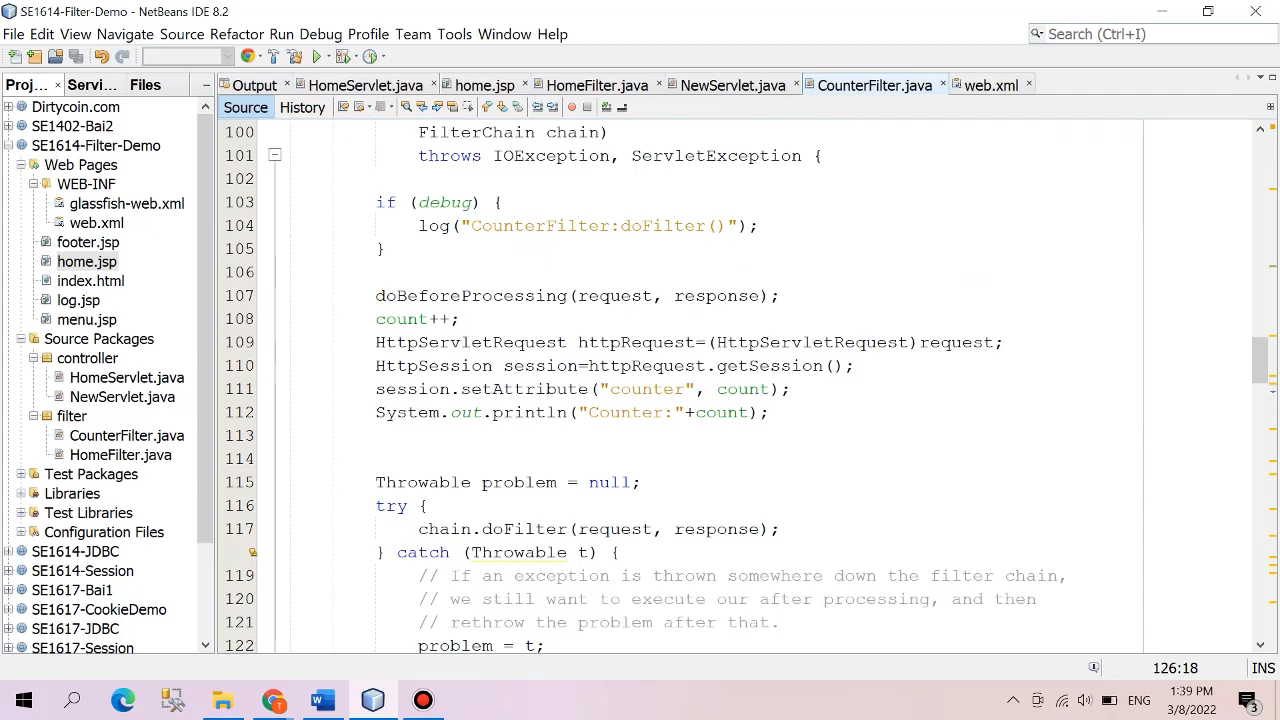 SE1614-Filter-Demo - NetBeans IDE 8.2
File Edit View Navigate Source Refactor Run Debug Profile Team Tools Window Help
Search (Ctrl+I)
Proj... Servi... Files
Output HomeServlet.java home.jsp HomeFilter.java NewServlet.java CounterFilter.java web.xml
Source History
Dirtycoin.com
SE1402-Bai2
SE1614-Filter-Demo
Web Pages
WEB-INF
glassfish-web.xml
web.xml
footer.jsp
home.jsp
index.html
log.jsp
menu.jsp
Source Packages
controller
HomeServlet.java
NewServlet.java
filter
CounterFilter.java
HomeFilter.java
Test Packages
Libraries
Test Libraries
Configuration Files
SE1614-JDBC
SE1614-Session
SE1617-Bai1
SE1617-CookieDemo
SE1617-JDBC
SE1617-Session
100 FilterChain chain)
101 throws IOException, ServletException {
102
103 if (debug) {
104 log("CounterFilter:doFilter()");
105 }
106
107 doBeforeProcessing(request, response);
108 count++;
109 HttpServletRequest httpRequest=(HttpServletRequest)request;
110 HttpSession session=httpRequest.getSession();
111 session.setAttribute("counter", count);
112 System.out.println("Counter:"+count);
113
114
115 Throwable problem = null;
116 try {
117 chain.doFilter(request, response);
} catch (Throwable t) {
119 // If an exception is thrown somewhere down the filter chain,
120 // we still want to execute our after processing, and then
121 // rethrow the problem after that.
122 problem = t;
126:18 INS
ENG
1:39 PM
3/8/2022
3